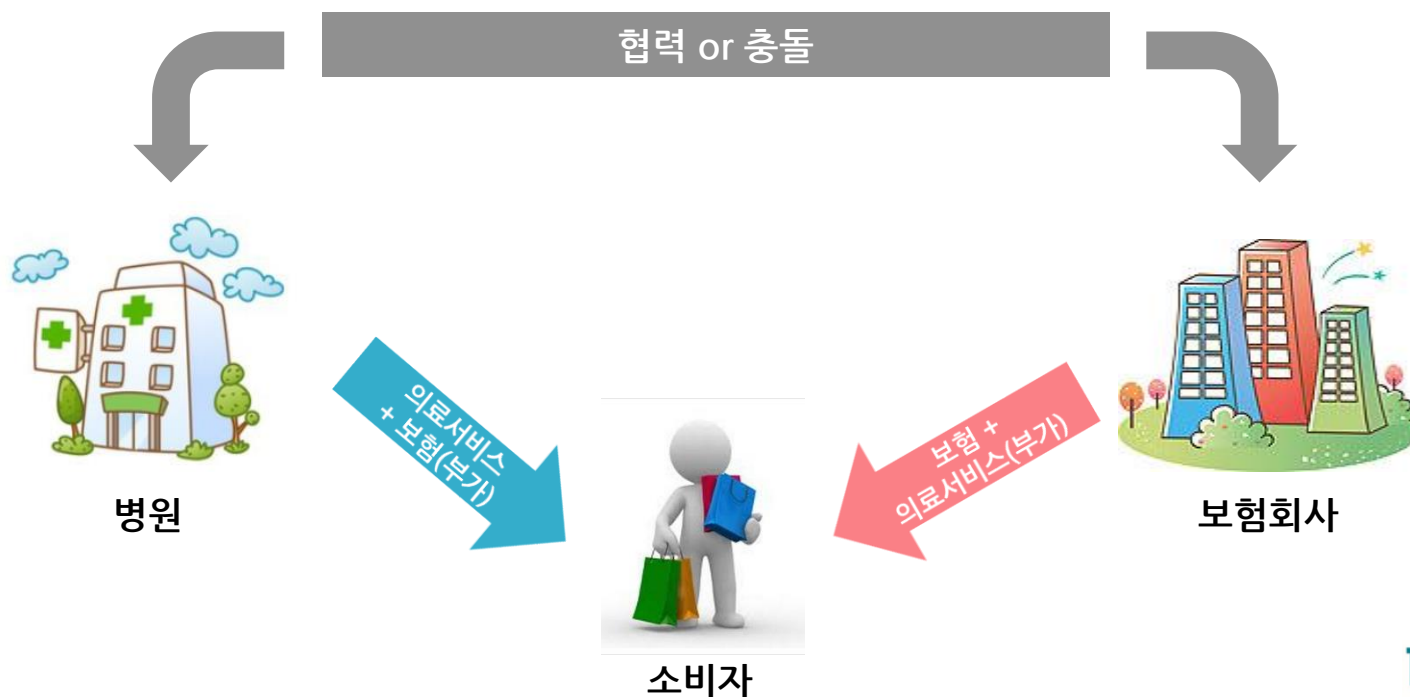 협력 or 충돌
의료서비스
+ 보험(부가)
보험 +
의료서비스(부가)
병원
보험회사
소비자